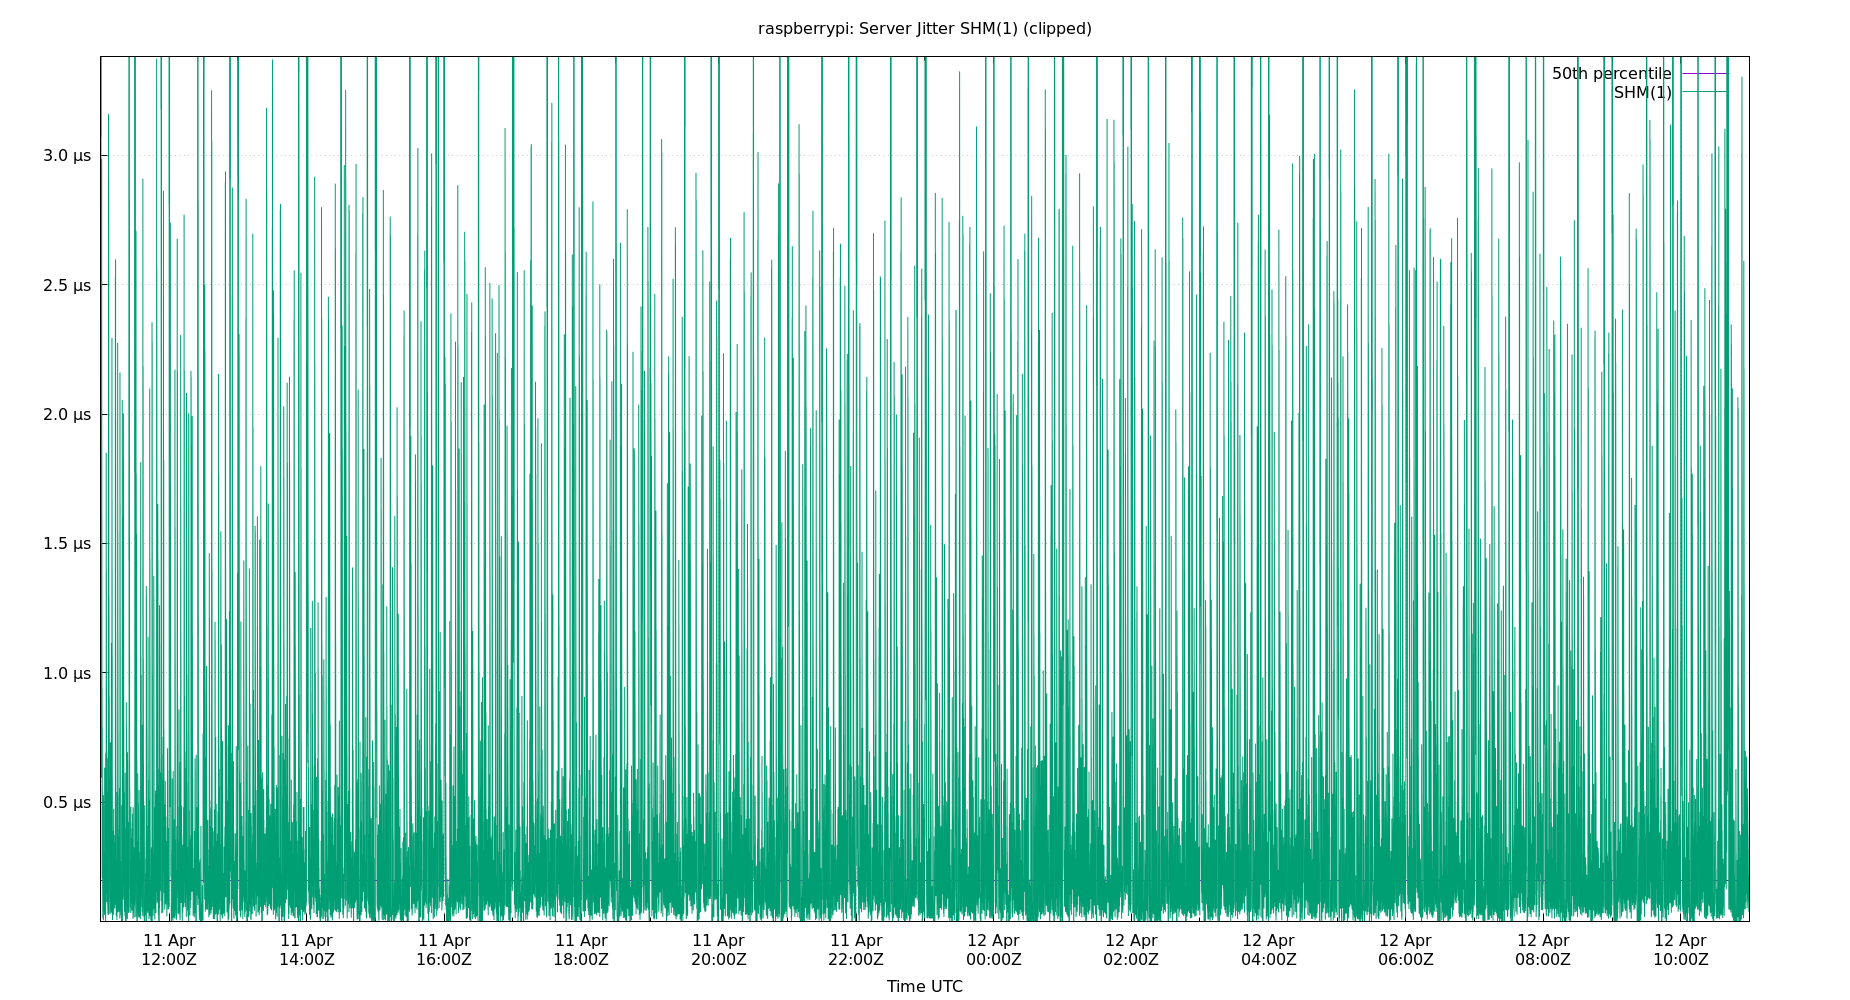 raspberrypi: Server Jitter SHM(1) (clipped)
50th percentile
SHM(1)
3.0 µs
2.5 µs
2.0 µs
1.5 µs
1.0 µs
0.5 µs
11 Apr 11 Apr 11 Apr 11 Apr 11 Apr 11 Apr 12 Apr 12 Apr 12 Apr 12 Apr 12 Apr 12 Apr
12:00Z 14:00Z 16:00Z 18:00Z 20:00Z 22:00Z 00:00Z 02:00Z 04:00Z 06:00Z 08:00Z 10:00Z
Time UTC